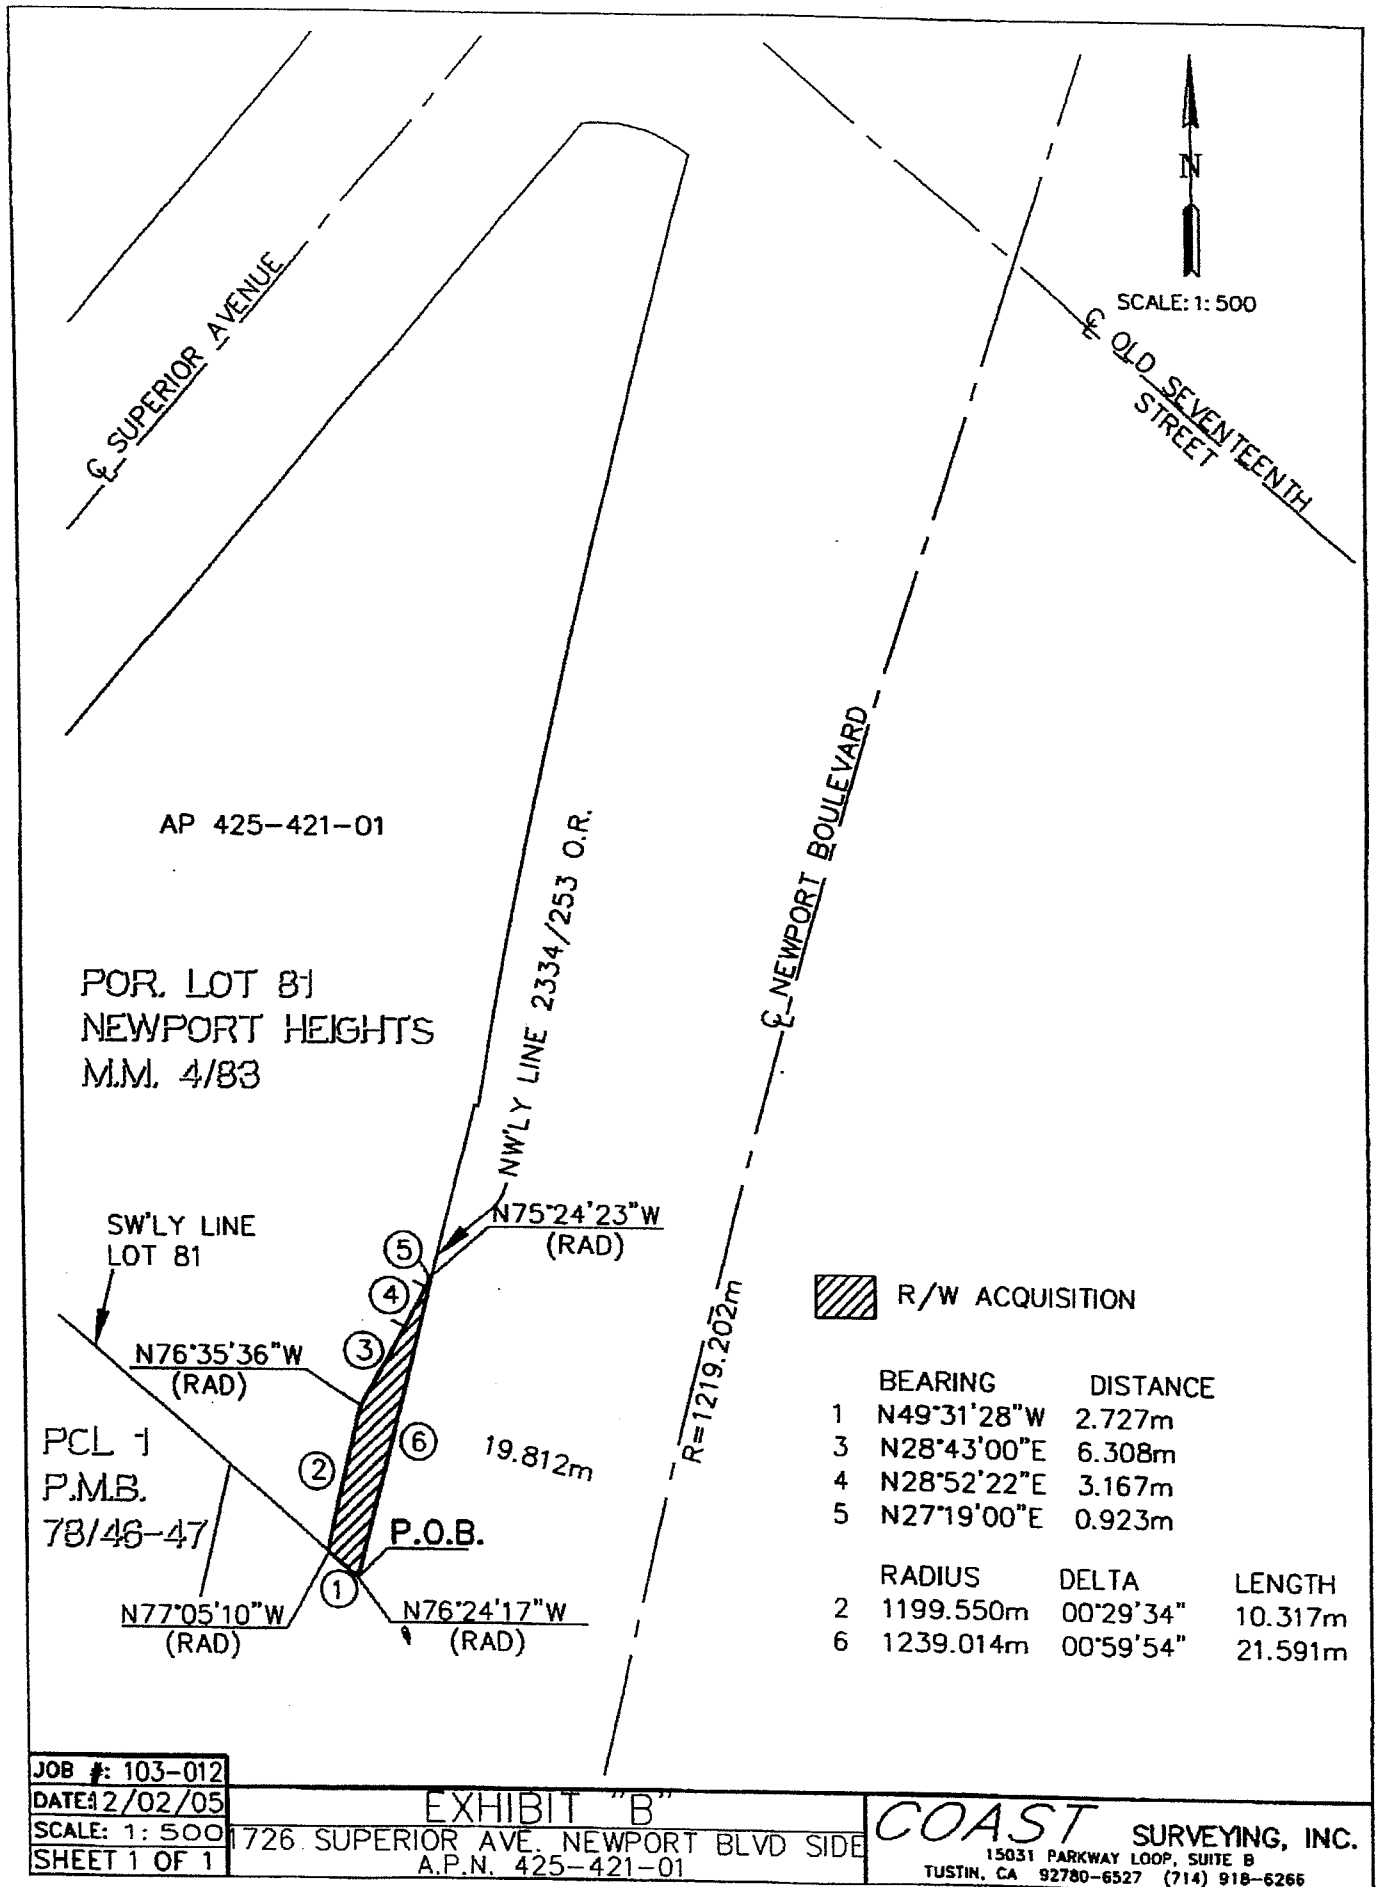 N
SCALE: 1: 500
℄ SUPERIOR AVENUE
℄ OLD SEVENTEENTH
STREET
℄ NEWPORT BOULEVARD
AP 425-421-01
NW'LY LINE 2334/253 O.R.
POR. LOT 81
NEWPORT HEIGHTS
M.M. 4/83
SW'LY LINE
LOT 81
N75°24'23"W
(RAD)
5
4
3
N76°35'36"W
(RAD)
R=1219.202m
R/W ACQUISITION
PCL 1
P.M.B.
78/46-47
2
6
19.812m
P.O.B.
1
N77°05'10"W
(RAD)
N76°24'17"W
(RAD)
BEARING DISTANCE
1 N49°31'28"W 2.727m
3 N28°43'00"E 6.308m
4 N28°52'22"E 3.167m
5 N27°19'00"E 0.923m
RADIUS DELTA LENGTH
2 1199.550m 00°29'34" 10.317m
6 1239.014m 00°59'54" 21.591m
JOB #: 103-012
DATE: 12/02/05
SCALE: 1: 500
SHEET 1 OF 1
EXHIBIT "B"
1726 SUPERIOR AVE. NEWPORT BLVD SIDE
A.P.N. 425-421-01
COAST SURVEYING, INC.
15031 PARKWAY LOOP, SUITE B
TUSTIN, CA 92780-6527 (714) 918-6266